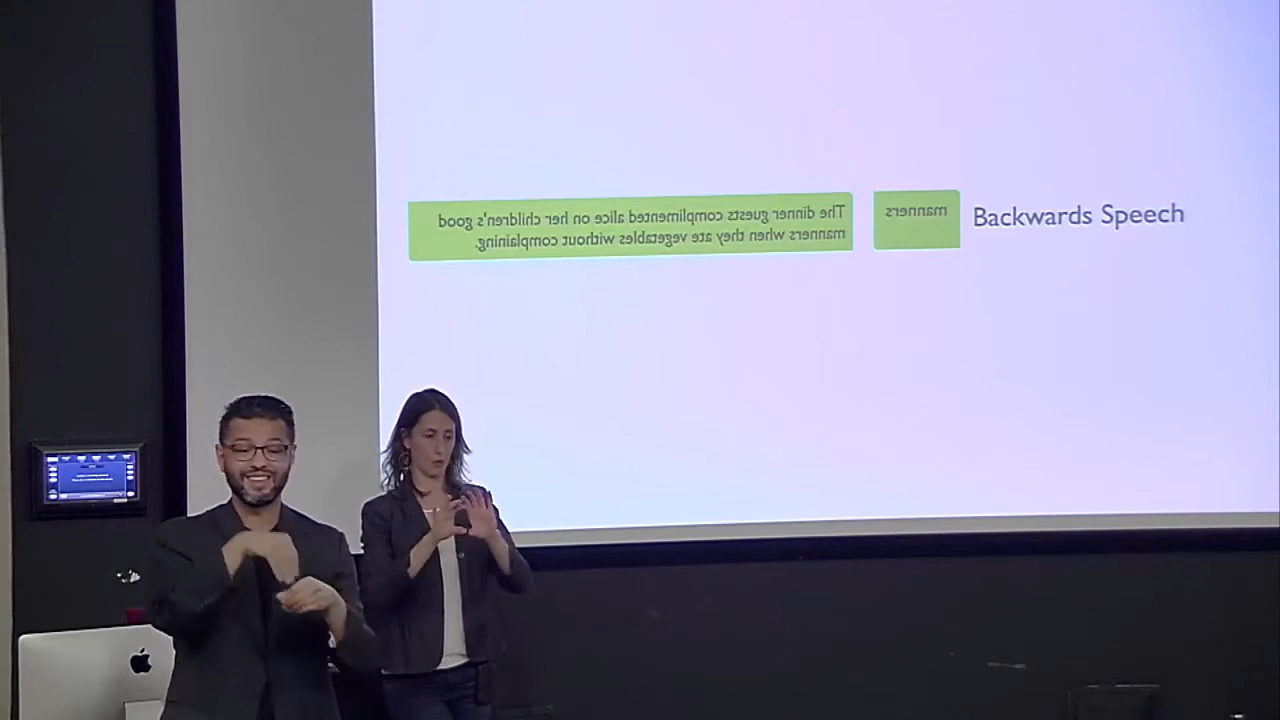 The dinner guests complimented alice on her children's good
manners when they ate vegetables without complaining.
manners
Backwards Speech